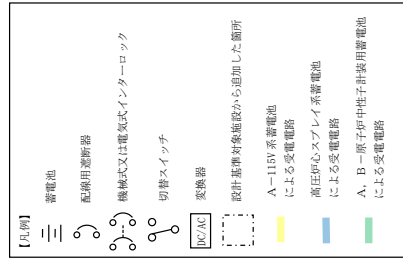 【凡例】
蓄電池
配線用遮断器
機械式又は電気式インターロック
切替スイッチ
DC/AC 変換器
設計基準対象施設から追加した箇所
A－115V系蓄電池
による受電電路
高圧炉心スプレイ系蓄電池
による受電電路
A，B－原子炉中性子計装用蓄電池
による受電電路